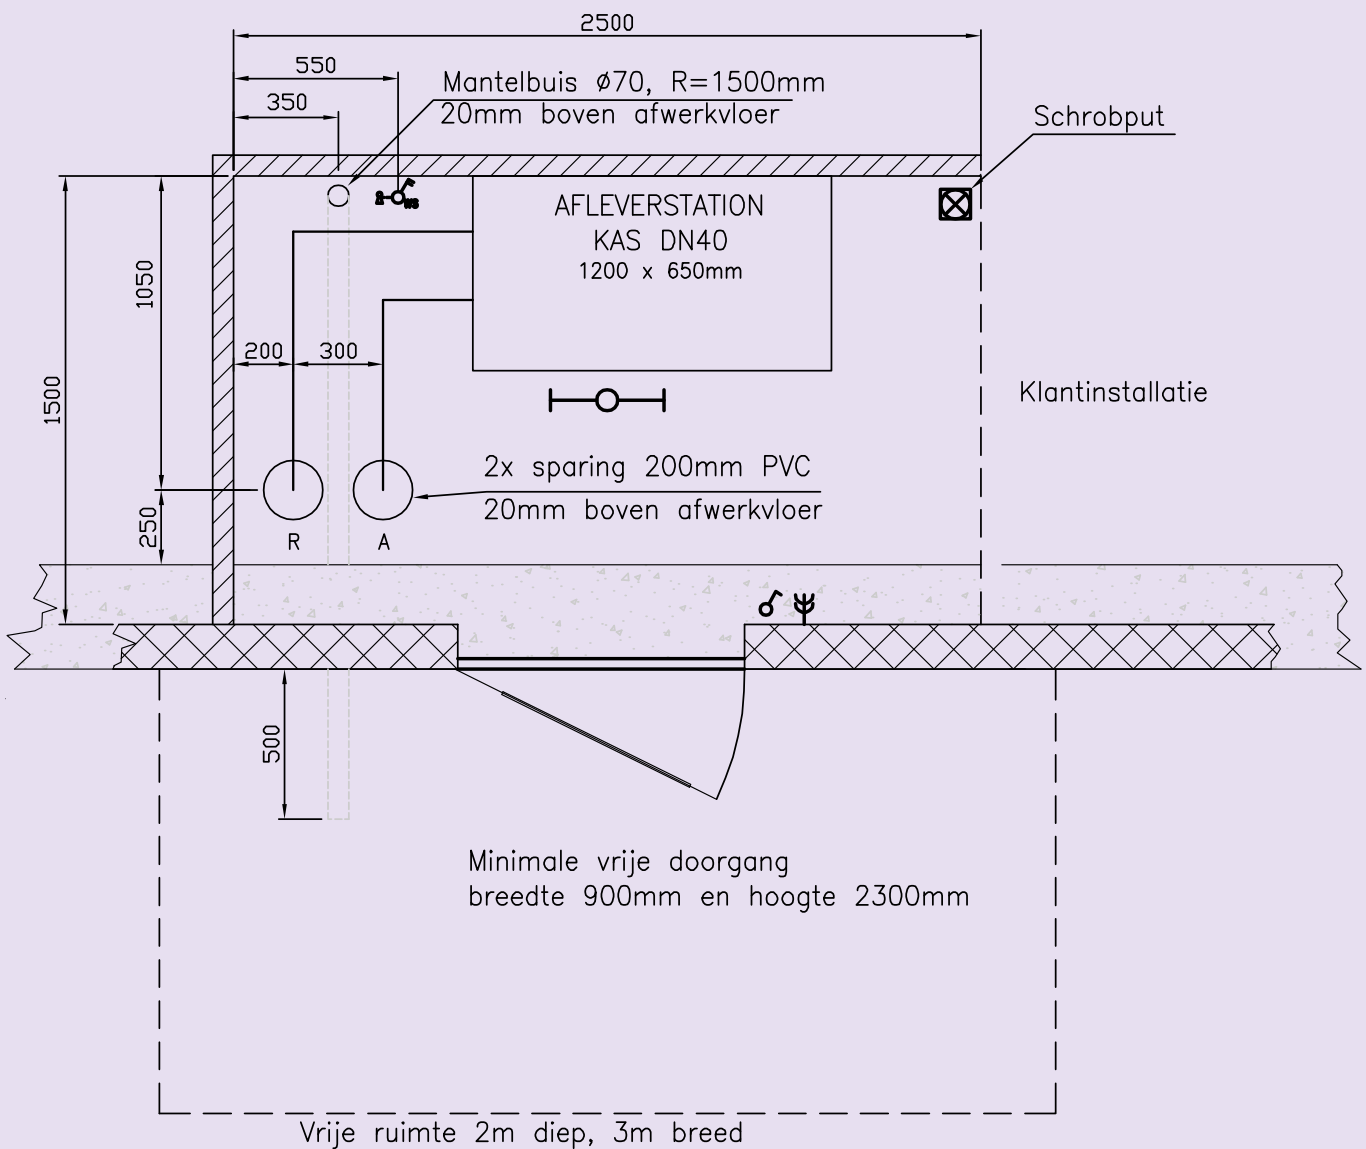 2500
550
350
Mantelbuis ø70, R=1500mm
20mm boven afwerkvloer
Schrobput
AFLEVERSTATION
KAS DN40
1200 x 650mm
WS
1050
200
300
1500
Klantinstallatie
2x sparing 200mm PVC
20mm boven afwerkvloer
250
R
A
500
Minimale vrije doorgang
breedte 900mm en hoogte 2300mm
Vrije ruimte 2m diep, 3m breed